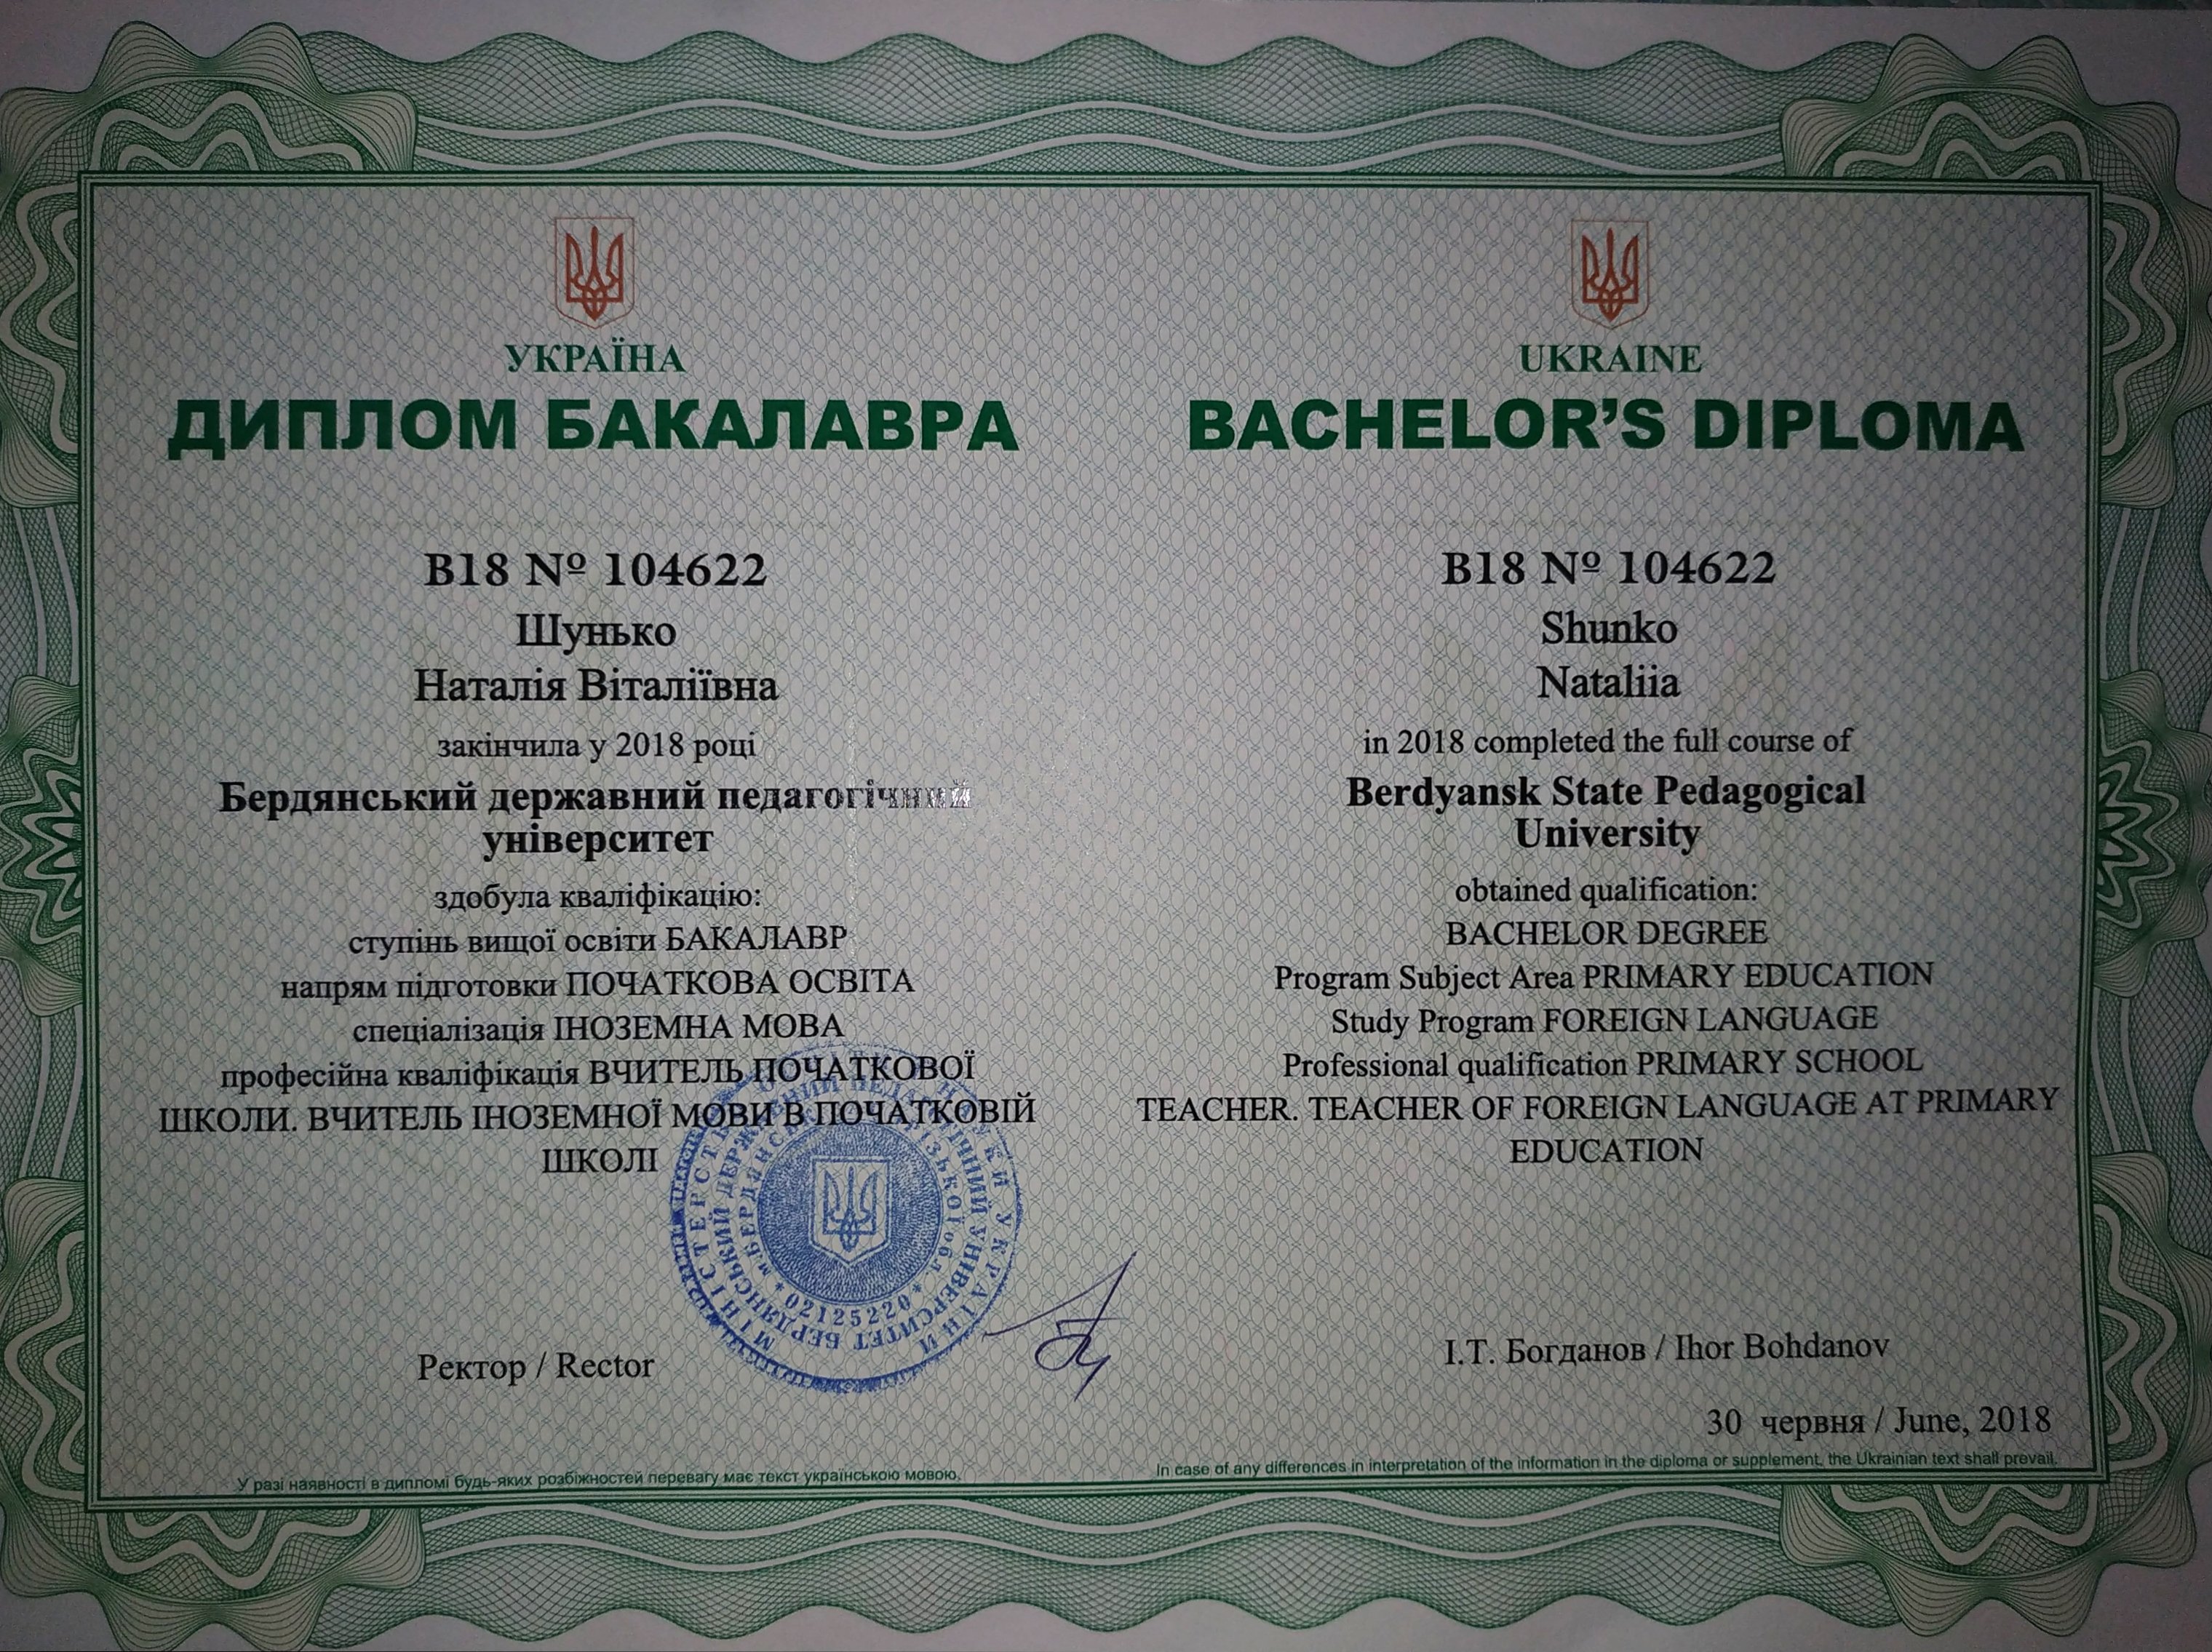 УКРАЇНА
ДИПЛОМ БАКАЛАВРА
B18 № 104622
Шунько
Наталія Віталіївна
закінчила у 2018 році
Бердянський державний педагогічний
університет
здобула кваліфікацію:
ступінь вищої освіти БАКАЛАВР
напрям підготовки ПОЧАТКОВА ОСВІТА
спеціалізація ІНОЗЕМНА МОВА
професійна кваліфікація ВЧИТЕЛЬ ПОЧАТКОВОЇ
ШКОЛИ. ВЧИТЕЛЬ ІНОЗЕМНОЇ МОВИ В ПОЧАТКОВІЙ
ШКОЛІ
02125220
Ректор / Rector
У разі наявності в дипломі будь-яких розбіжностей перевагу має текст українською мовою.
UKRAINE
BACHELOR’S DIPLOMA
B18 № 104622
Shunko
Nataliia
in 2018 completed the full course of
Berdyansk State Pedagogical
University
obtained qualification:
BACHELOR DEGREE
Program Subject Area PRIMARY EDUCATION
Study Program FOREIGN LANGUAGE
Professional qualification PRIMARY SCHOOL
TEACHER. TEACHER OF FOREIGN LANGUAGE AT PRIMARY
EDUCATION
І.Т. Богданов / Ihor Bohdanov
30 червня / June, 2018
In case of any differences in interpretation of the information in the diploma or supplement, the Ukrainian text shall prevail.